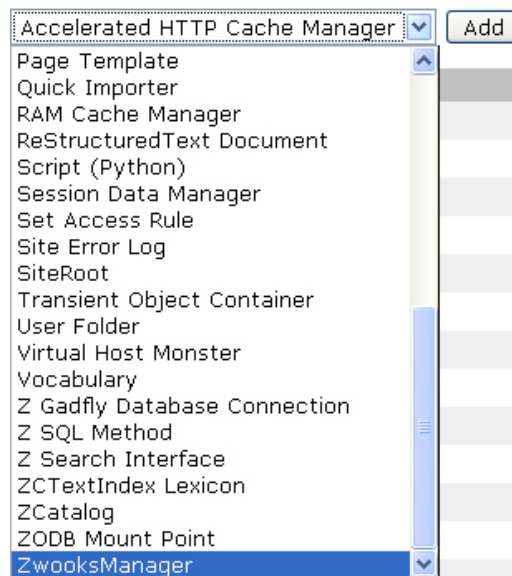 Accelerated HTTP Cache Manager Add
Page Template
Quick Importer
RAM Cache Manager
ReStructuredText Document
Script (Python)
Session Data Manager
Set Access Rule
Site Error Log
SiteRoot
Transient Object Container
User Folder
Virtual Host Monster
Vocabulary
Z Gadfly Database Connection
Z SQL Method
Z Search Interface
ZCTextIndex Lexicon
ZCatalog
ZODB Mount Point
ZwooksManager